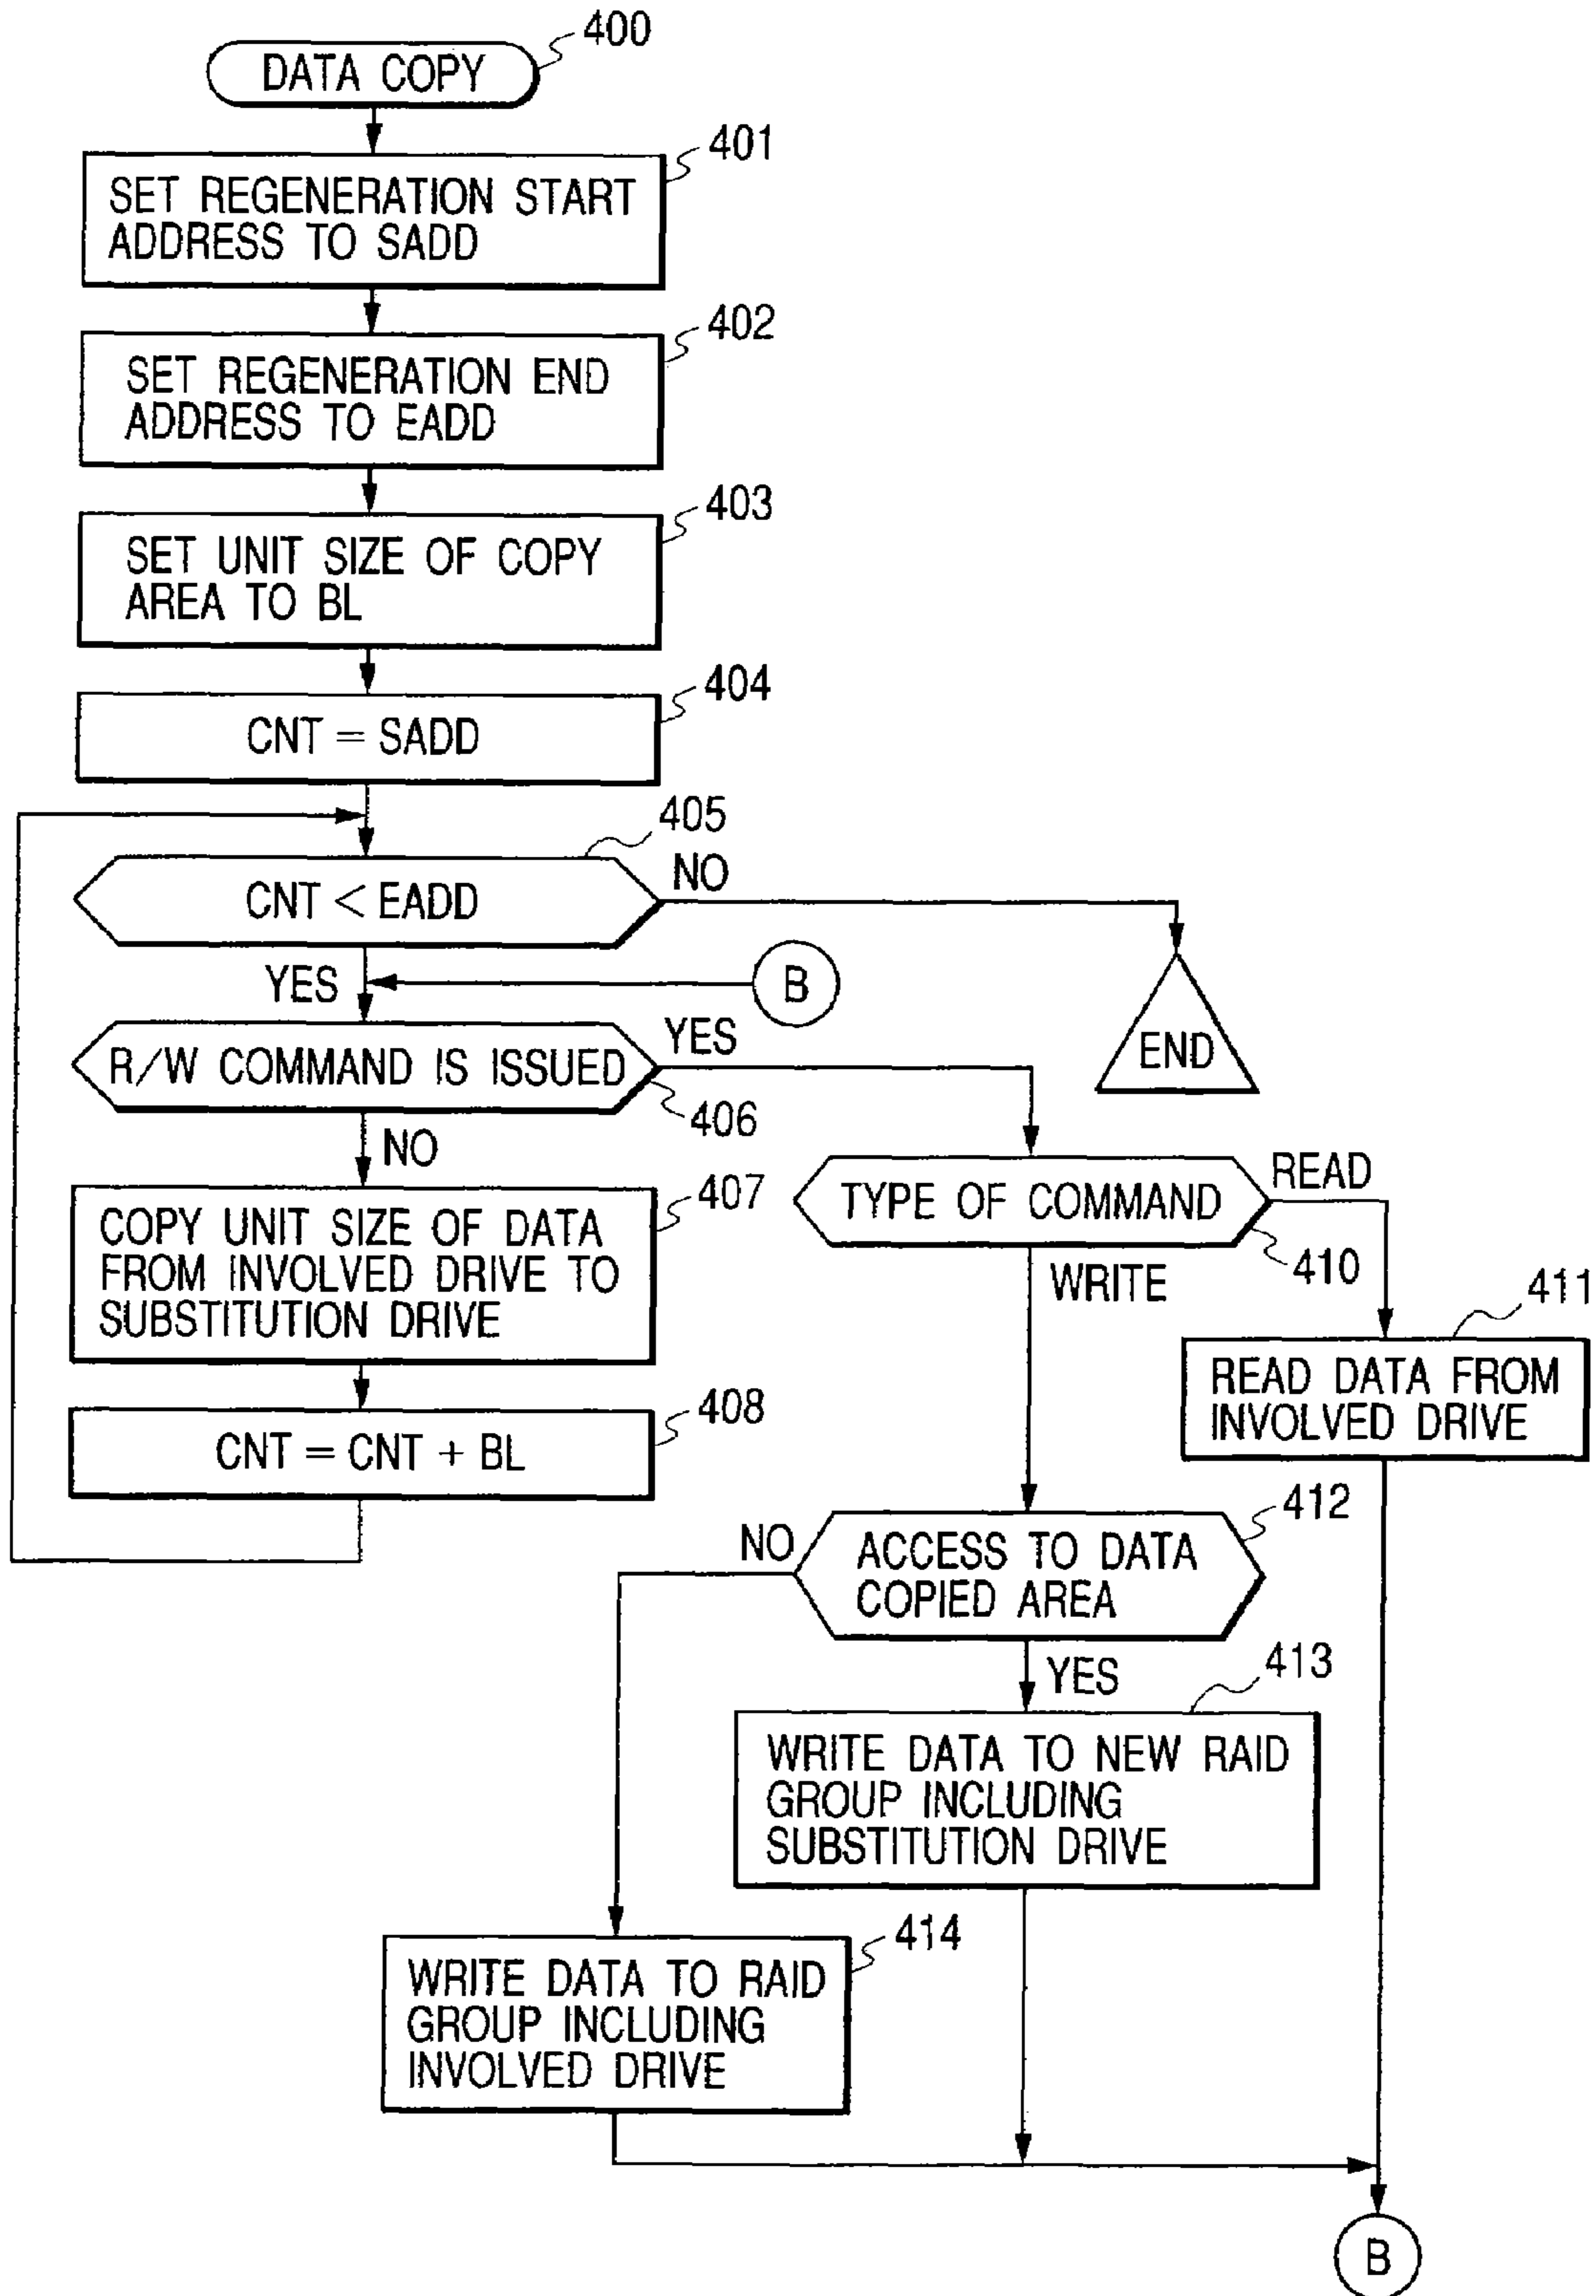 DATA COPY
400
SET REGENERATION START
ADDRESS TO SADD
401
SET REGENERATION END
ADDRESS TO EADD
402
SET UNIT SIZE OF COPY
AREA TO BL
403
CNT = SADD
404
CNT < EADD
405
NO
YES
B
END
R/W COMMAND IS ISSUED
406
YES
NO
COPY UNIT SIZE OF DATA
FROM INVOLVED DRIVE TO
SUBSTITUTION DRIVE
407
CNT = CNT + BL
408
TYPE OF COMMAND
410
READ
WRITE
READ DATA FROM
INVOLVED DRIVE
411
ACCESS TO DATA
COPIED AREA
412
NO
YES
WRITE DATA TO NEW RAID
GROUP INCLUDING
SUBSTITUTION DRIVE
413
WRITE DATA TO RAID
GROUP INCLUDING
INVOLVED DRIVE
414
B